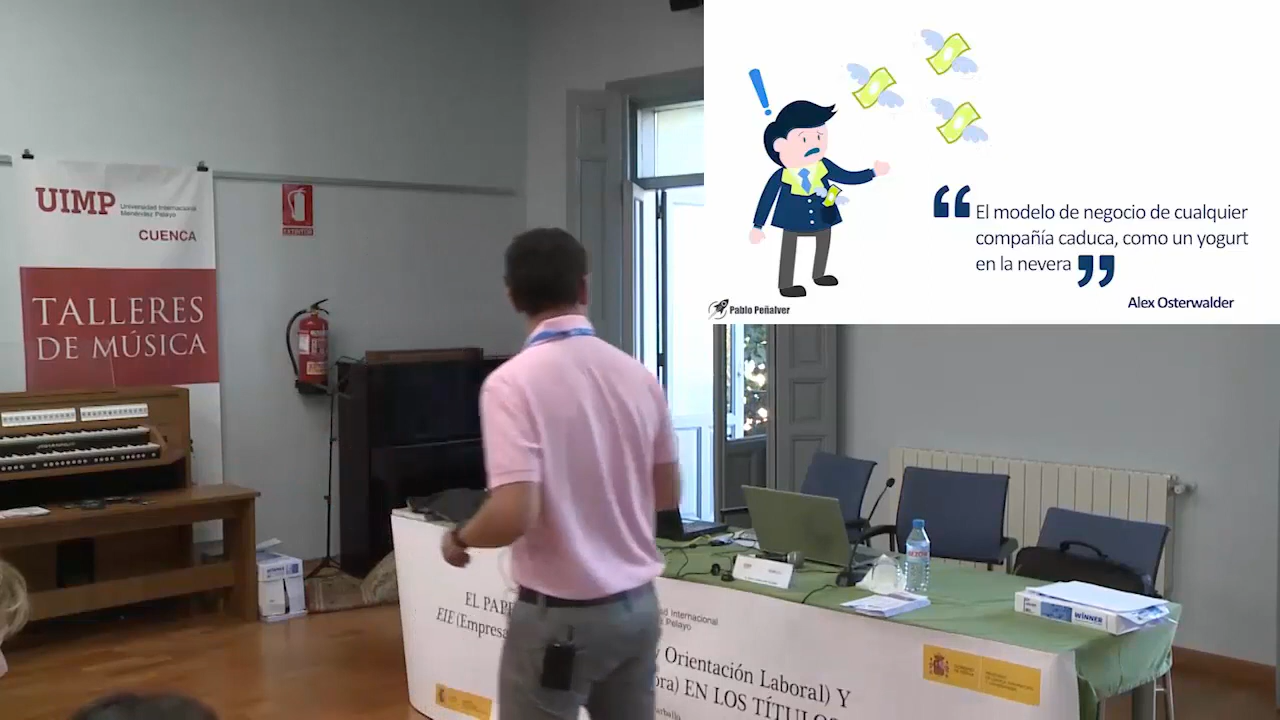 UIMP
Universidad Internacional
Menéndez Pelayo
CUENCA
EXTINTOR
TALLERES
DE MÚSICA
El modelo de negocio de cualquier
compañía caduca, como un yogurt
en la nevera
Alex Osterwalder
Pablo Peñalver
EL PAP
EIE (Empresa
Internacional
Pelayo
y Orientación Laboral) Y
ora) EN LOS TÍTULOS
WINNER